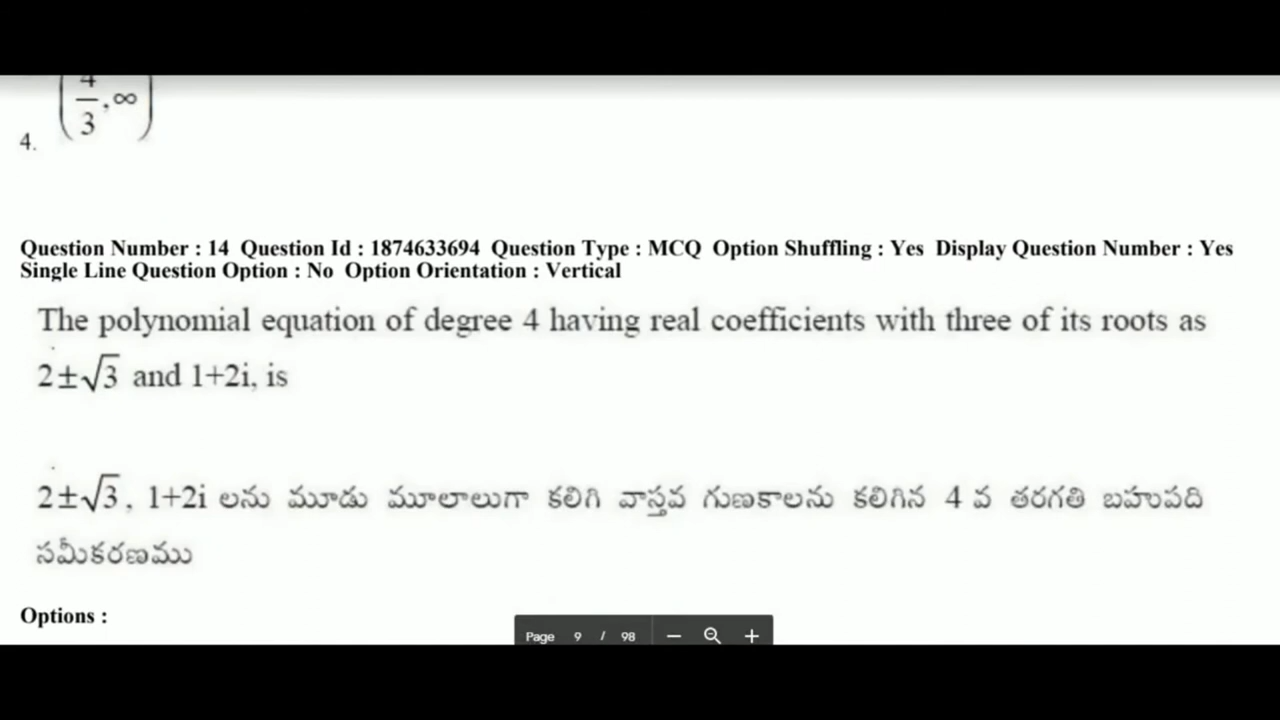 (4/3, ∞)
4.
Question Number : 14 Question Id : 1874633694 Question Type : MCQ Option Shuffling : Yes Display Question Number : Yes
Single Line Question Option : No Option Orientation : Vertical
The polynomial equation of degree 4 having real coefficients with three of its roots as
2±√3 and 1+2i, is
2±√3, 1+2i లను మూడు మూలాలుగా కలిగి వాస్తవ గుణకాలను కలిగిన 4 వ తరగతి బహుపది
సమీకరణము
Options :
Page 9 / 98 − +